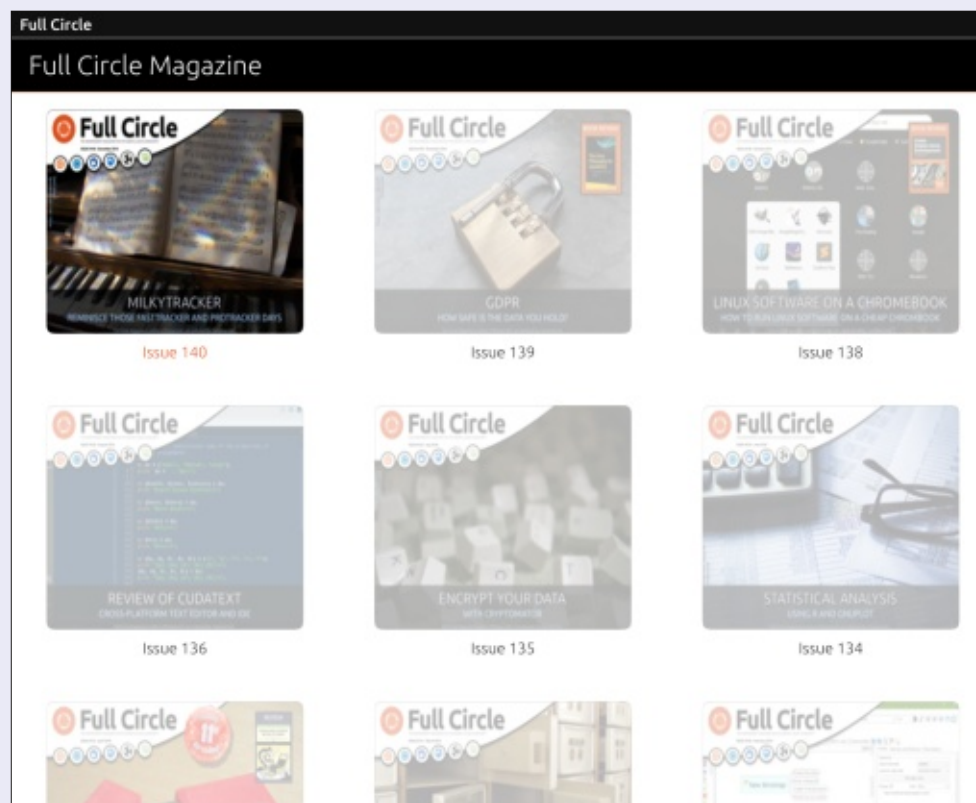 Full Circle
Full Circle Magazine
Full Circle
MILKYTRACKER
REMINISCE THOSE FASTTRACKER AND PROTRACKER DAYS
Issue 140
Full Circle
GDPR
HOW SAFE IS THE DATA YOU HOLD?
Issue 139
Full Circle
LINUX SOFTWARE ON A CHROMEBOOK
HOW TO RUN LINUX SOFTWARE ON A CHEAP CHROMBOOK
Issue 138
Full Circle
REVIEW OF CUDATEXT
CROSS-PLATFORM TEXT EDITOR AND IDE
Issue 136
Full Circle
ENCRYPT YOUR DATA
WITH CRYPTOMATOR
Issue 135
Full Circle
STATISTICAL ANALYSIS
USING R AND GNUPLOT
Issue 134
Full Circle
Full Circle
Full Circle